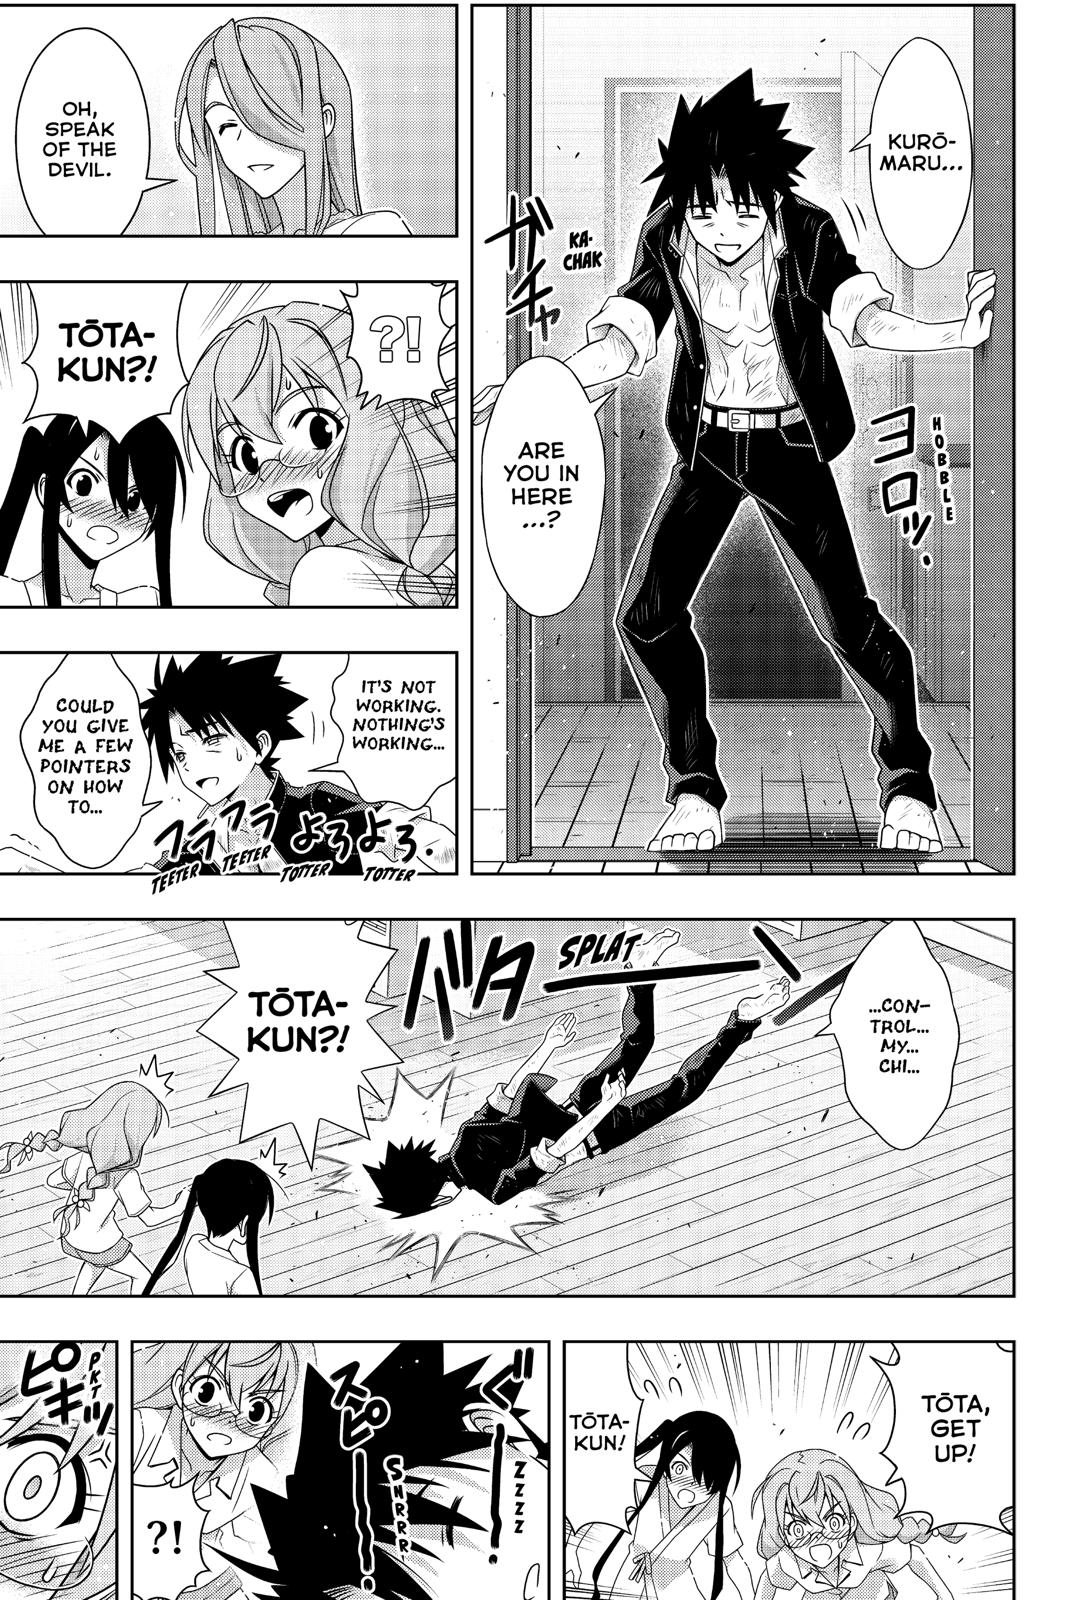 KURŌ-
MARU...
ガチャ
KA-
CHAK
ARE
YOU IN
HERE
...?
ヨロッ
HOBBLE
OH,
SPEAK
OF THE
DEVIL.
?!
TŌTA-
KUN?!
IT'S NOT
WORKING.
NOTHING'S
WORKING...
COULD
YOU GIVE
ME A FEW
POINTERS
ON HOW
TO...
フラフラ
TEETER
TEETER
よろよろ
TOTTER
TOTTER
...CON-
TROL...
MY...
CHI...
バターン
SPLAT
TŌTA-
KUN?!
TŌTA,
GET
UP!
TŌTA-
KUN!
ぐー
ZZZZ
スピー
SNRRR
?!
ピキッ
PKT